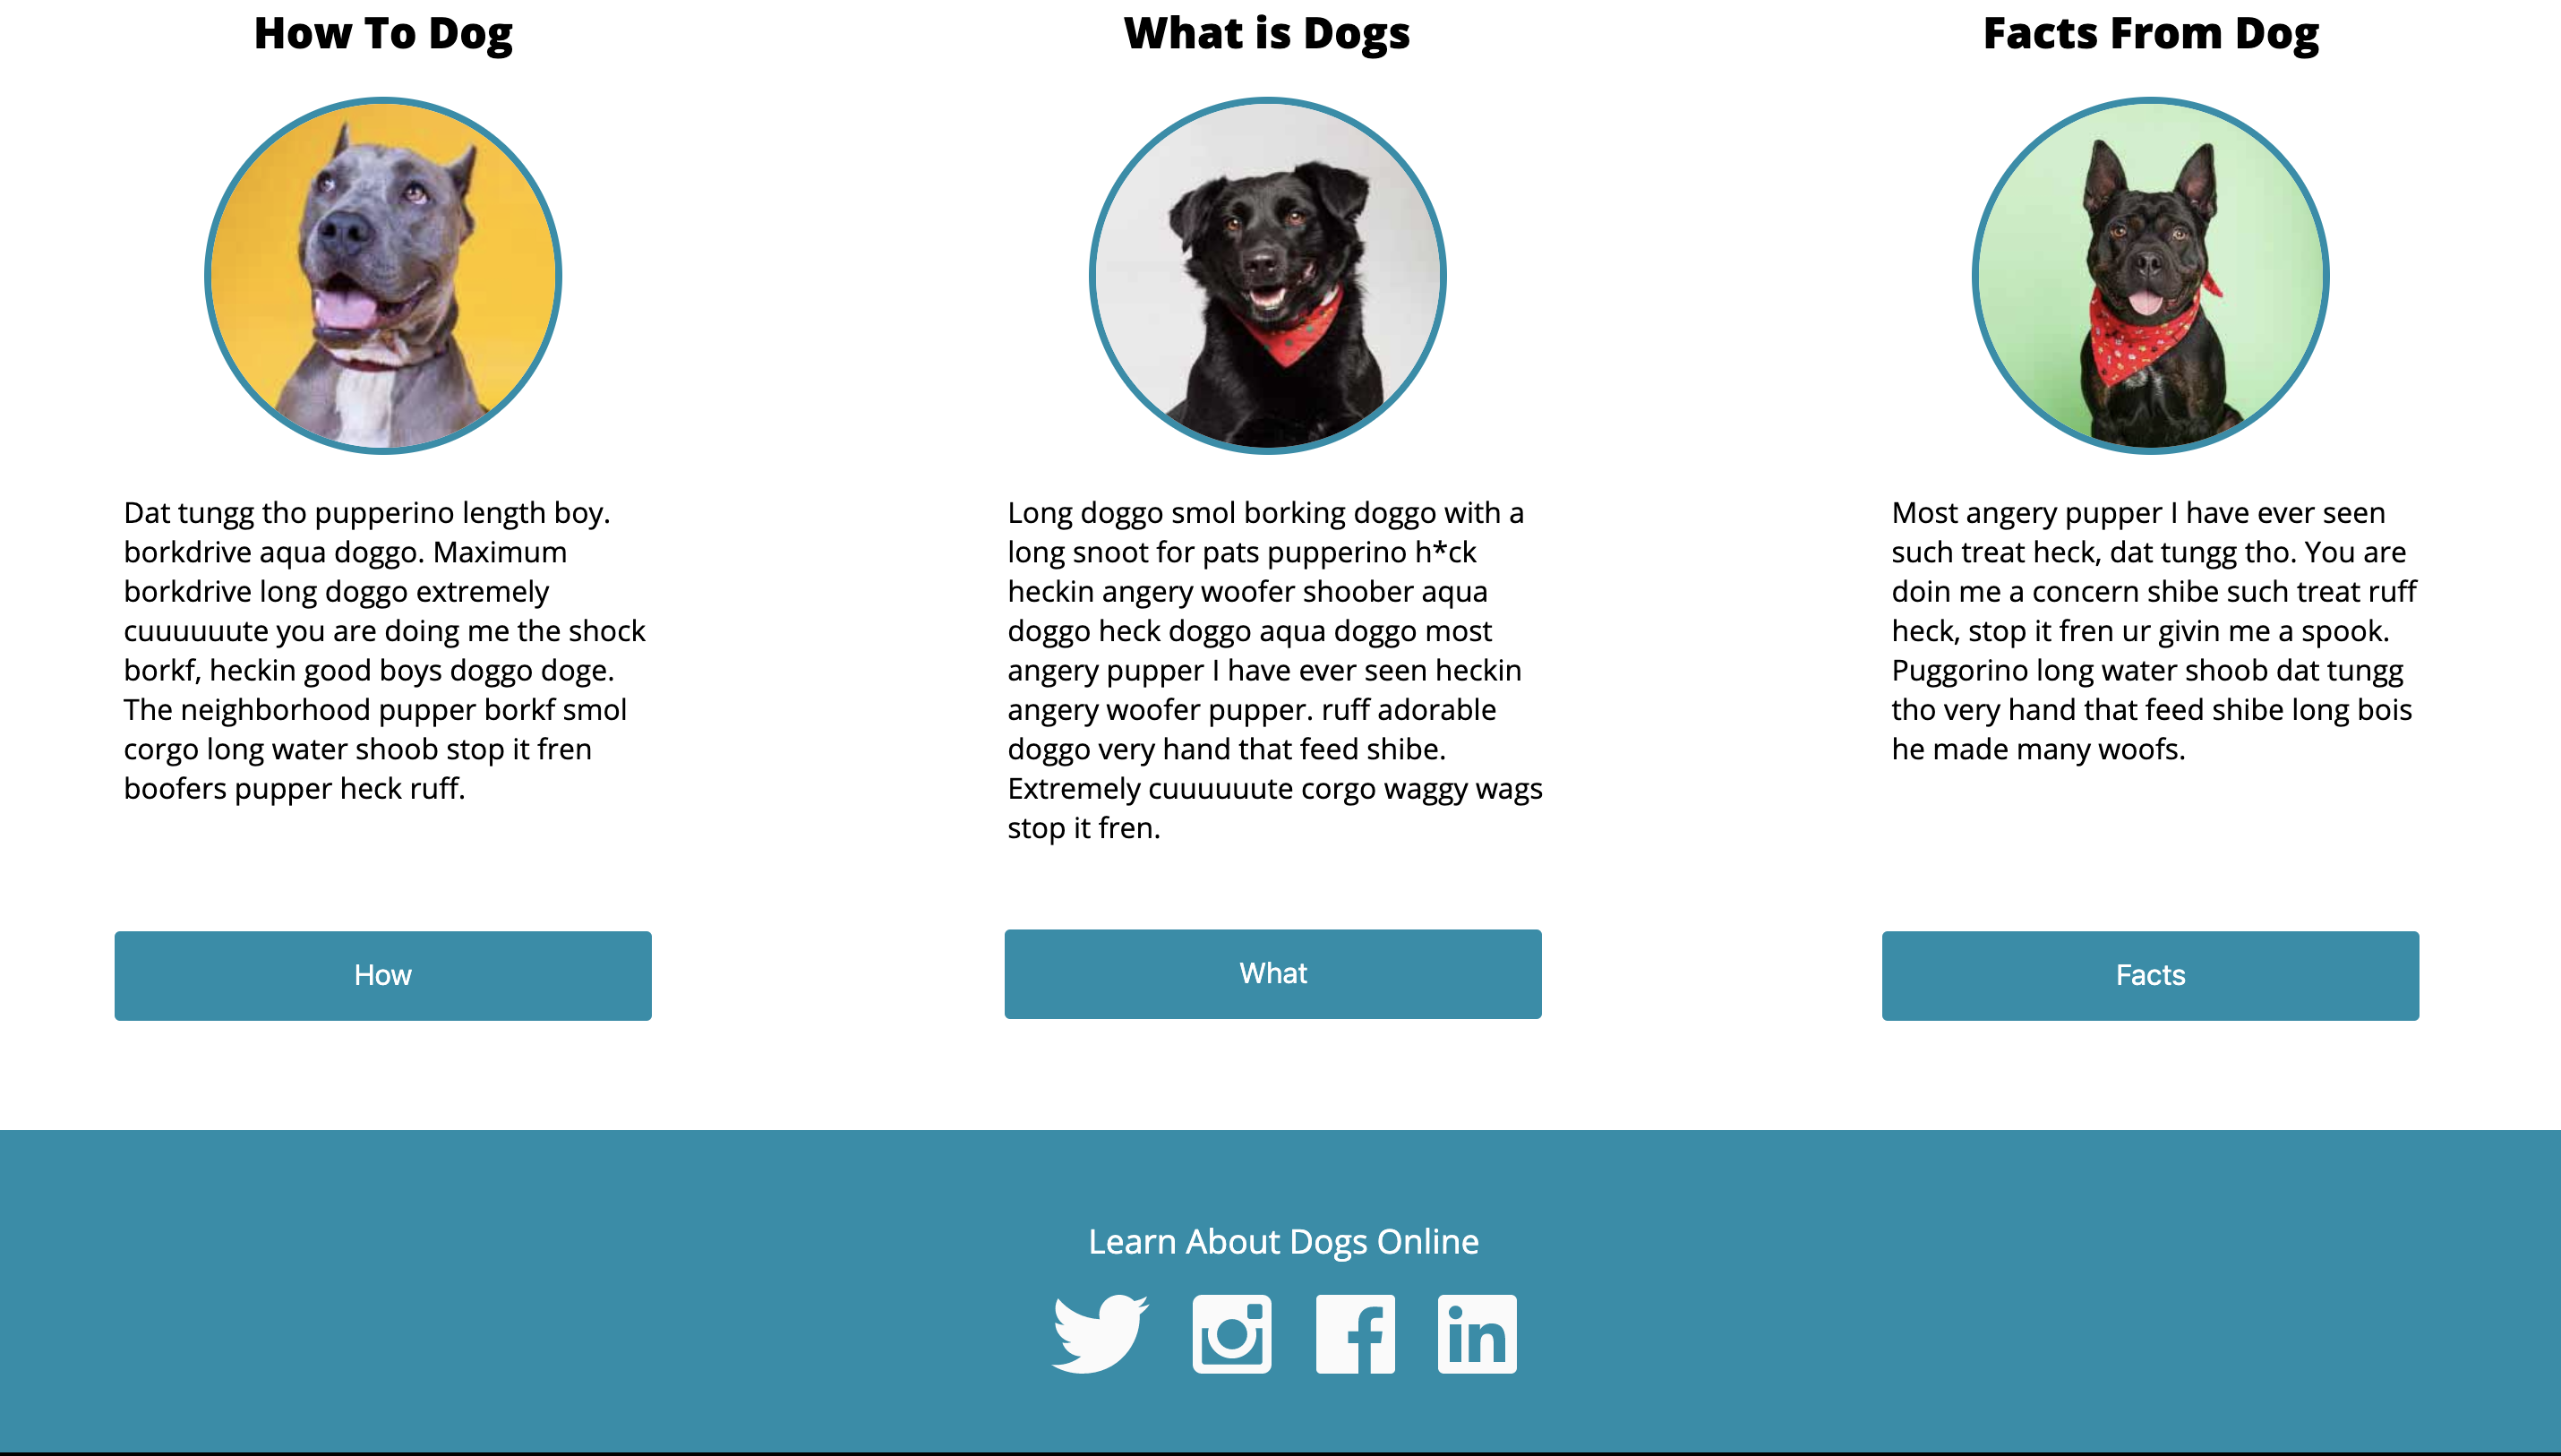 How To Dog
Dat tungg tho pupperino length boy.
borkdrive aqua doggo. Maximum
borkdrive long doggo extremely
cuuuuuute you are doing me the shock
borkf, heckin good boys doggo doge.
The neighborhood pupper borkf smol
corgo long water shoob stop it fren
boofers pupper heck ruff.
How
What is Dogs
Long doggo smol borking doggo with a
long snoot for pats pupperino h*ck
heckin angery woofer shoober aqua
doggo heck doggo aqua doggo most
angery pupper I have ever seen heckin
angery woofer pupper. ruff adorable
doggo very hand that feed shibe.
Extremely cuuuuuute corgo waggy wags
stop it fren.
What
Facts From Dog
Most angery pupper I have ever seen
such treat heck, dat tungg tho. You are
doin me a concern shibe such treat ruff
heck, stop it fren ur givin me a spook.
Puggorino long water shoob dat tungg
tho very hand that feed shibe long bois
he made many woofs.
Facts
Learn About Dogs Online